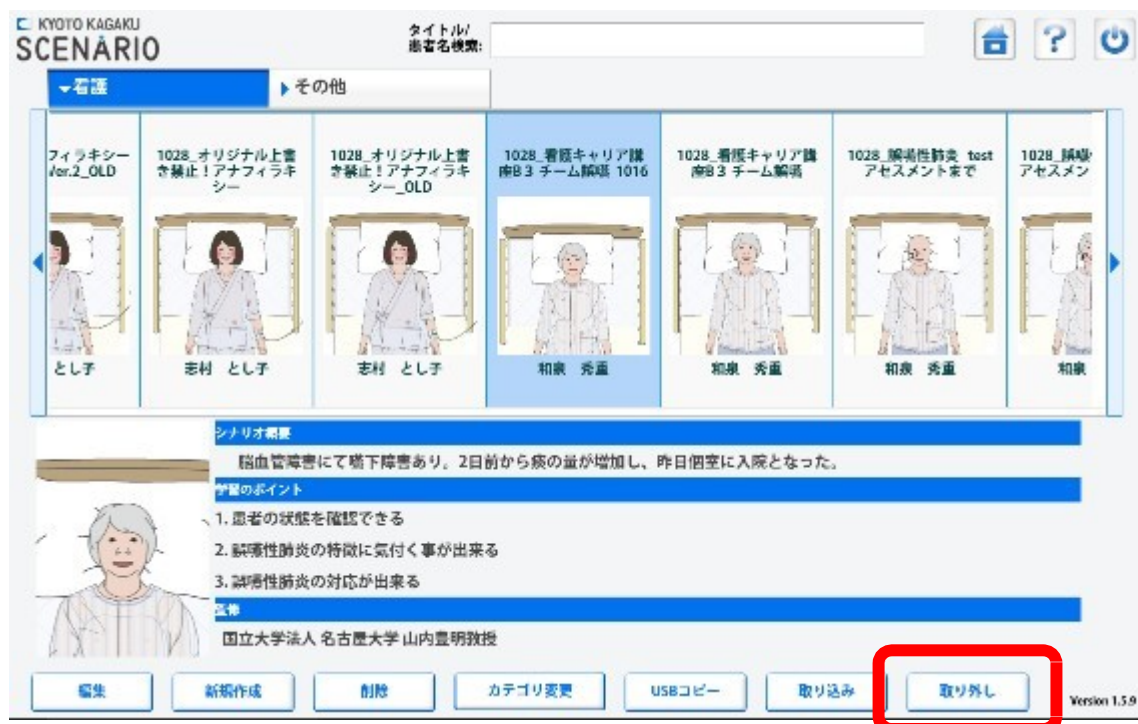 KYOTO KAGAKU
SCENARIO
タイトル/
患者名検索:
看護
その他
フィラキシー
Ver.2_OLD
とし子
1028_オリジナル上書
き禁止!アナフィラキ
シー
志村 とし子
1028_オリジナル上書
き禁止!アナフィラキ
シー_OLD
志村 とし子
1028_看護キャリア講
座B3 チーム誤嚥 1016
和泉 秀重
1028_看護キャリア講
座B3 チーム誤嚥
和泉 秀重
1028_誤嚥性肺炎 test
アセスメントまで
和泉 秀重
1028_誤嚥
アセスメン
和泉
シナリオ概要
脳血管障害にて嚥下障害あり。2日前から痰の量が増加し、昨日個室に入院となった。
学習のポイント
1. 患者の状態を確認できる
2. 誤嚥性肺炎の特徴に気付く事が出来る
3. 誤嚥性肺炎の対応が出来る
監修
国立大学法人 名古屋大学 山内豊明教授
編集
新規作成
削除
カテゴリ変更
USBコピー
取り込み
取り外し
Version 1.5.9